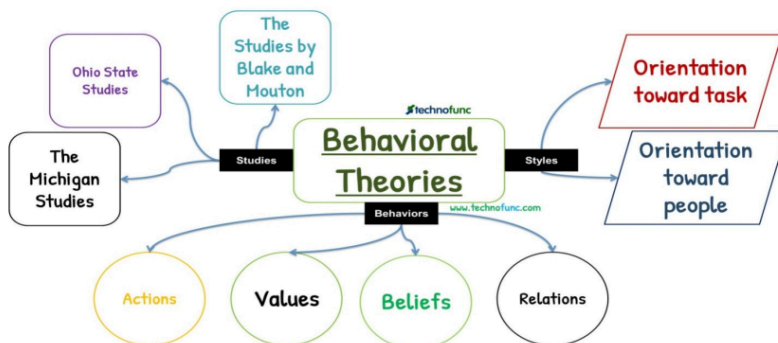 The
Studies by
Blake and
Mouton
Ohio State
Studies
The
Michigan
Studies
Studies
technofunc
Behavioral
Theories
Styles
Orientation
toward task
Orientation
toward
people
Behaviors
www.technofunc.com
Actions
Values
Beliefs
Relations